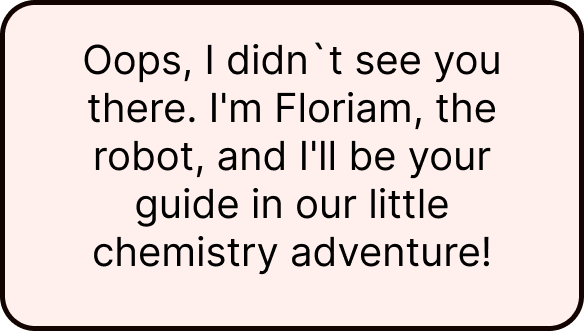 Oops, I didn`t see you
there. I'm Floriam, the
robot, and I'll be your
guide in our little
chemistry adventure!